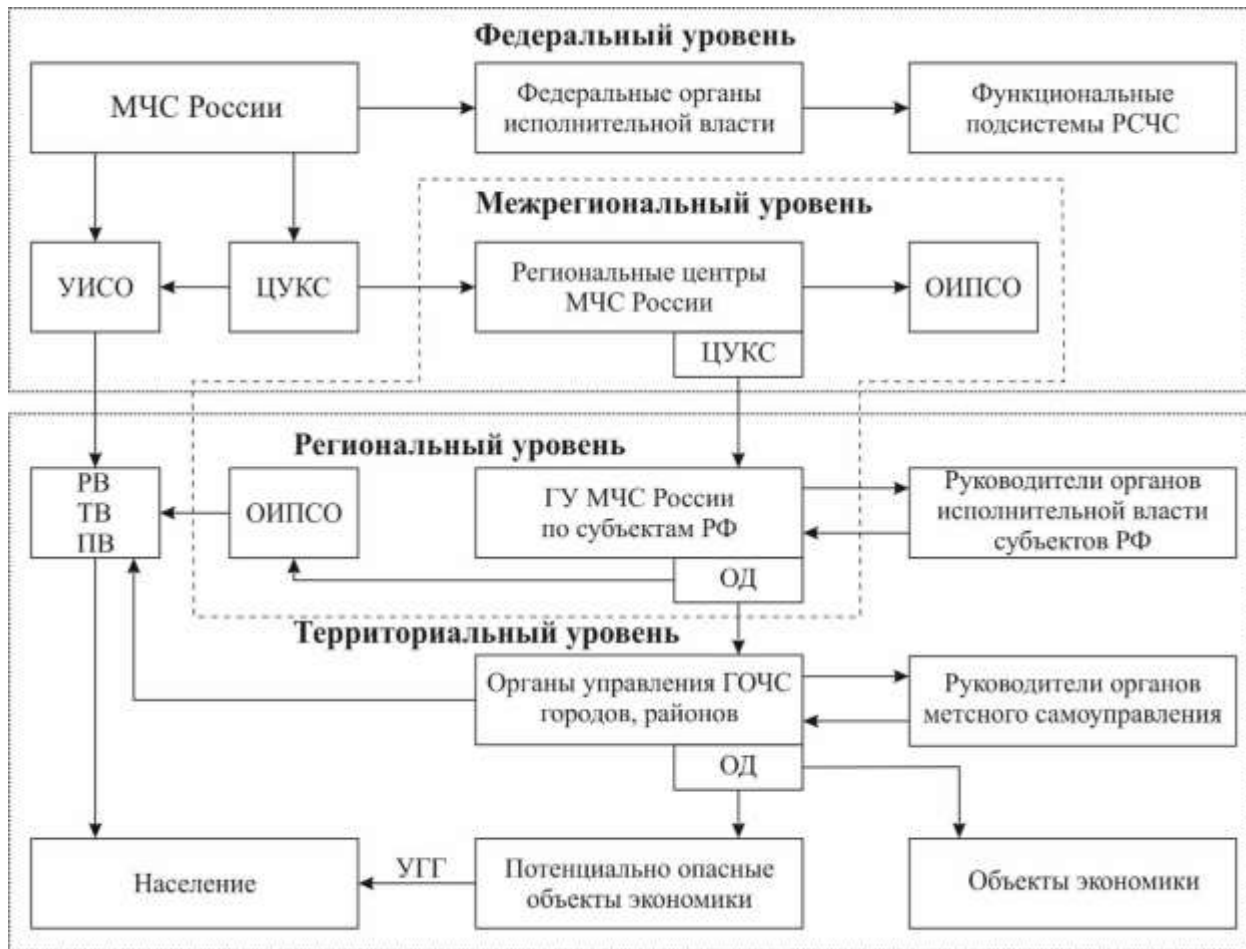 Федеральный уровень
МЧС России
Федеральные органы
исполнительной власти
Функциональные
подсистемы РСЧС
Межрегиональный уровень
УИСО
ЦУКС
Региональные центры
МЧС России
ОИПСО
ЦУКС
Региональный уровень
РВ
ТВ
ПВ
ОИПСО
ГУ МЧС России
по субъектам РФ
Руководители органов
исполнительной власти
субъектов РФ
ОД
Территориальный уровень
Органы управления ГОЧС
городов, районов
Руководители органов
метсного самоуправления
ОД
Население
УГГ
Потенциально опасные
объекты экономики
Объекты экономики